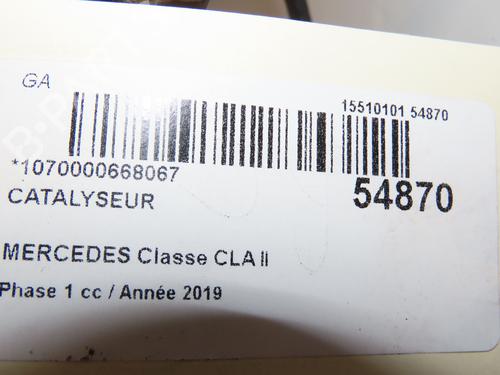 GA
15510101 54870
*1070000668067
54870
CATALYSEUR
MERCEDES Classe CLA II
Phase 1 cc / Année 2019